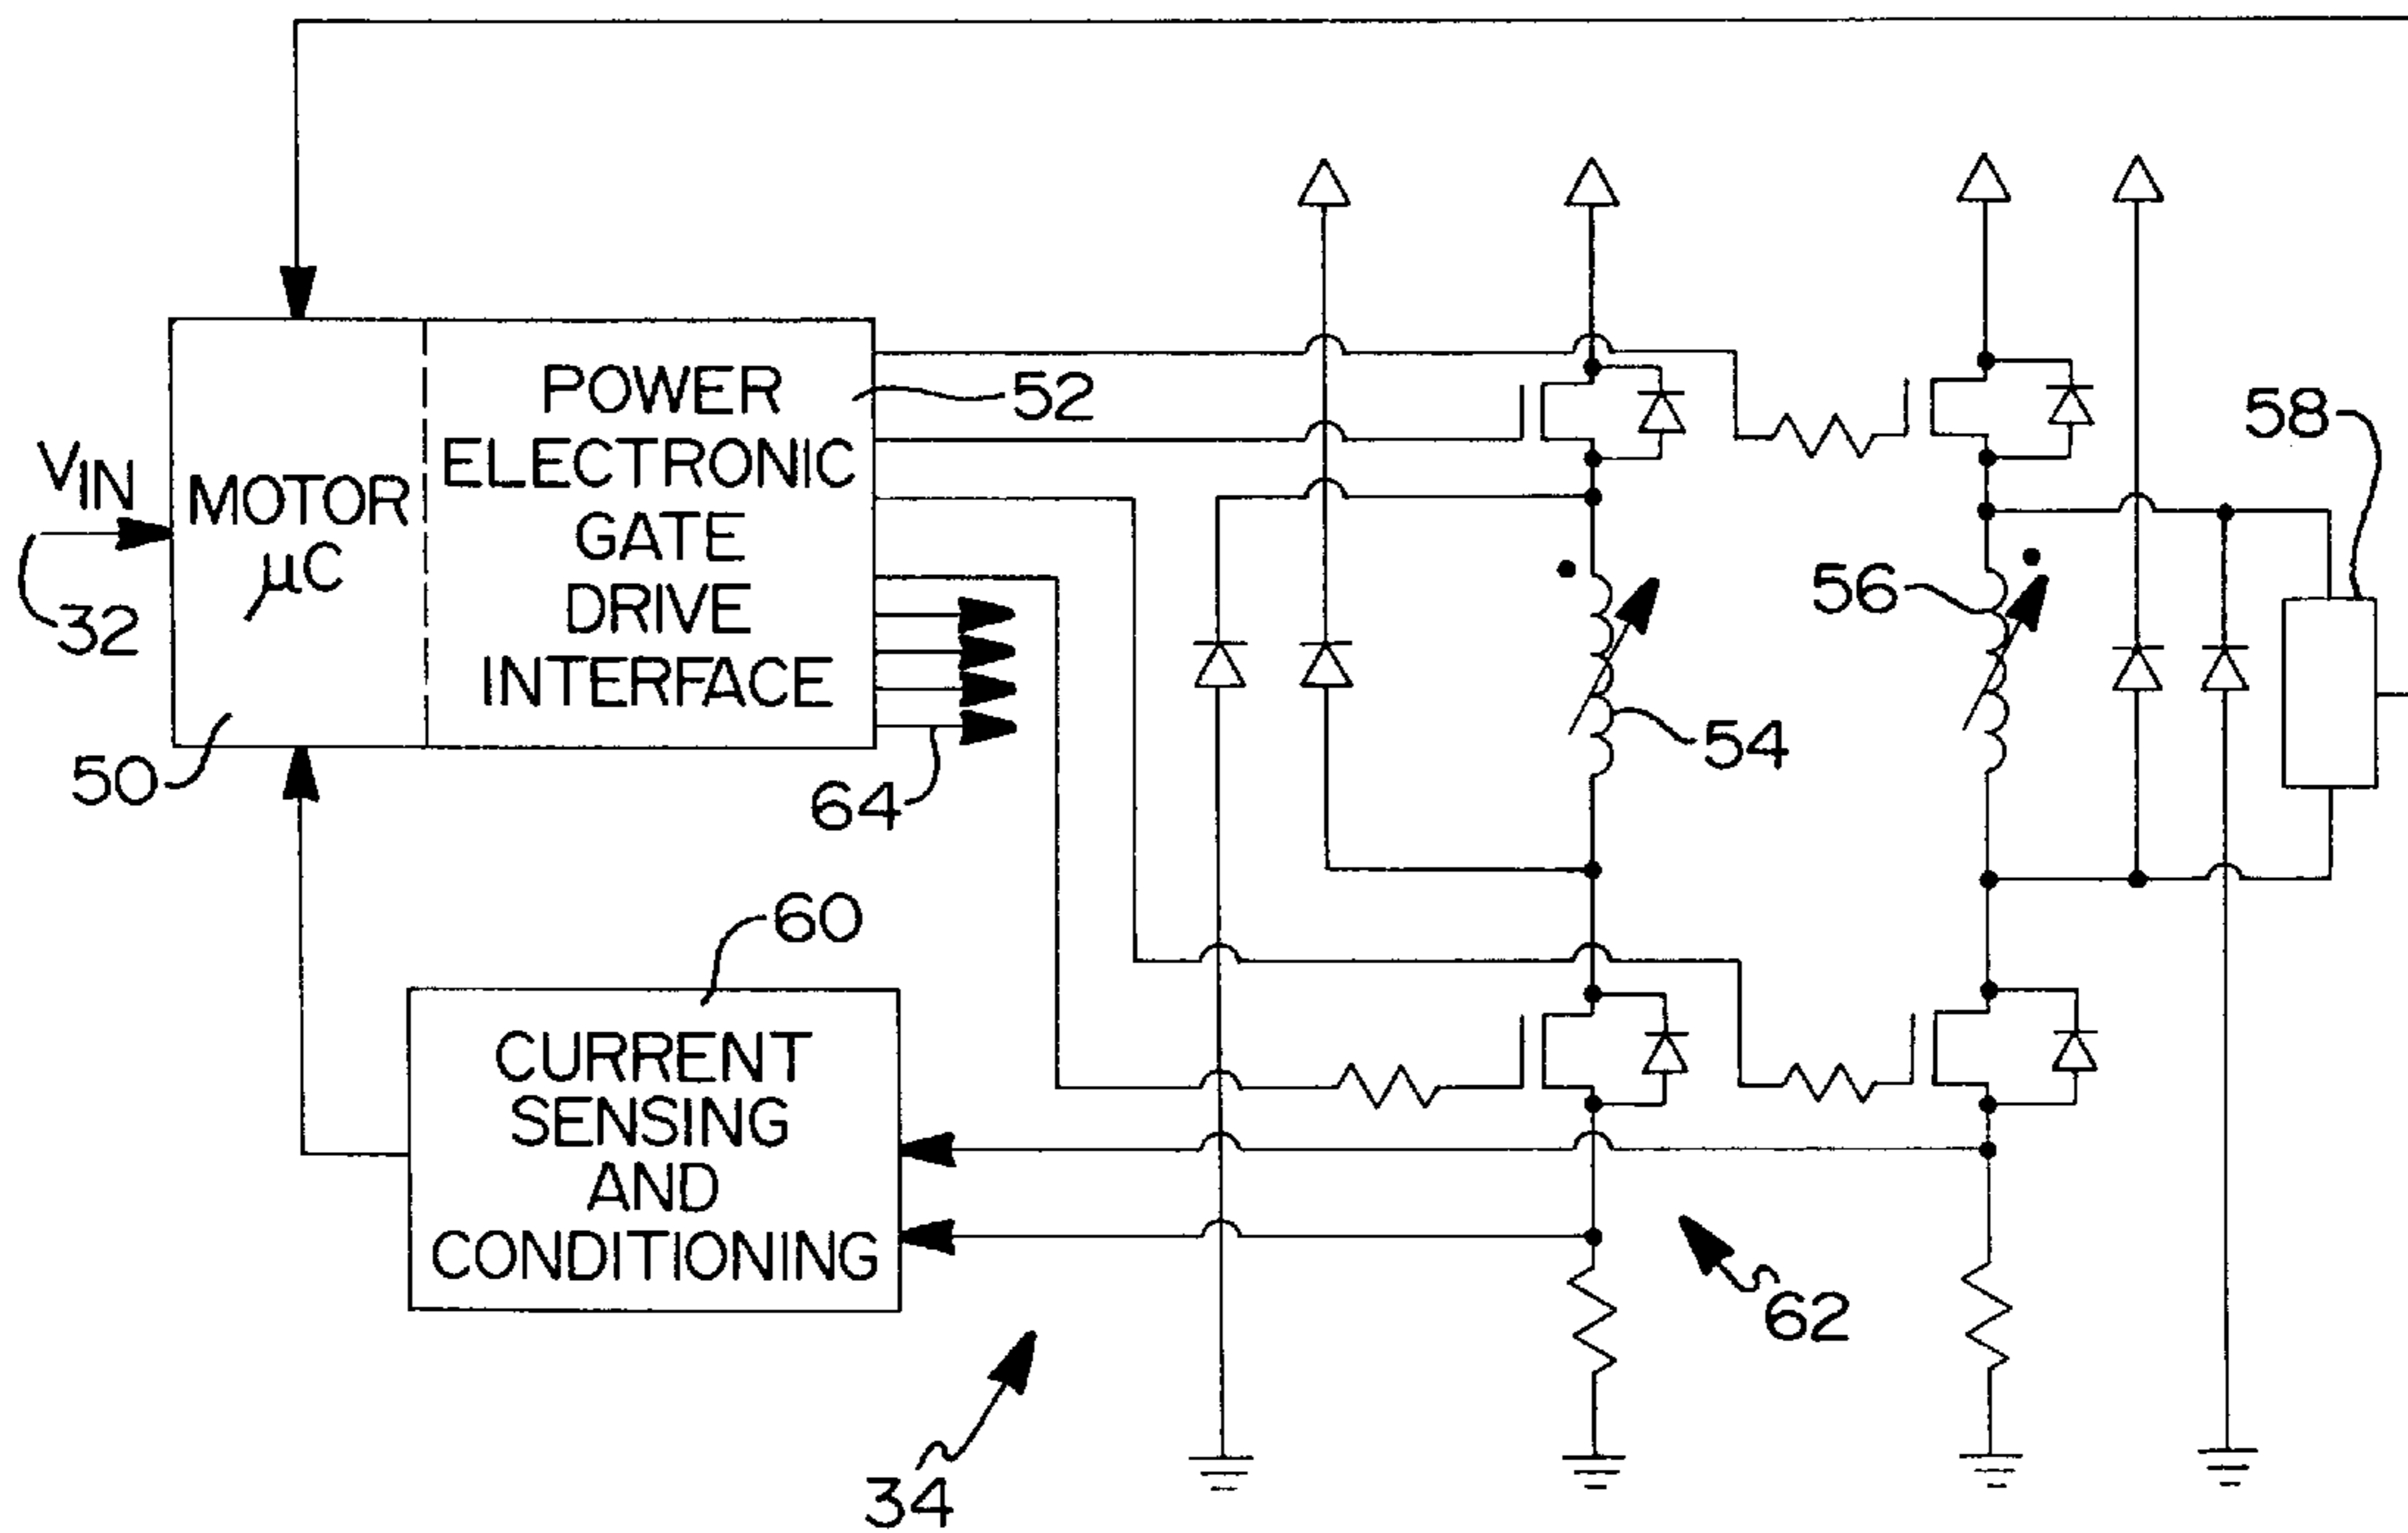 VIN
32
MOTOR
μC
50
POWER
ELECTRONIC
GATE
DRIVE
INTERFACE
52
64
54
56
58
60
CURRENT
SENSING
AND
CONDITIONING
62
34